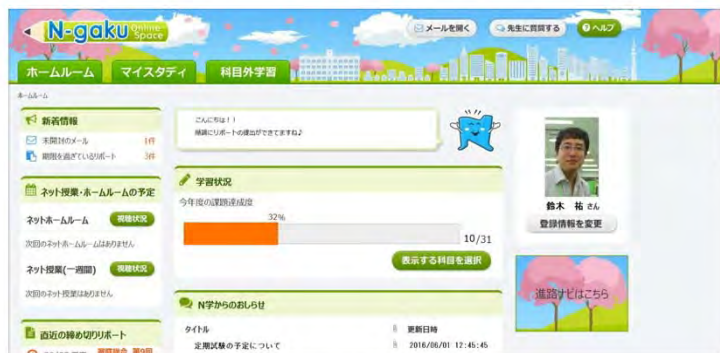 N-gaku Online Space
メールを開く
先生に質問する
ヘルプ
ホームルーム
マイスタディ
科目外学習
ホームルーム
新着情報
未開封のメール 1件
期限を過ぎているリポート 3件
こんにちは!!
順調にリポートの提出ができてますね♪
ネット授業・ホームルームの予定
ネットホームルーム 視聴状況
次回のネットホームルームはありません
ネット授業(一週間) 視聴状況
次回のネット授業はありません
学習状況
今年度の課題達成度
32%
10/31
表示する科目を選択
鈴木 祐 さん
登録情報を変更
進路ナビはこちら
N学からのおしらせ
タイトル
更新日時
定期試験の予定について
2016/06/01 12:45:45
直近の締め切りリポート